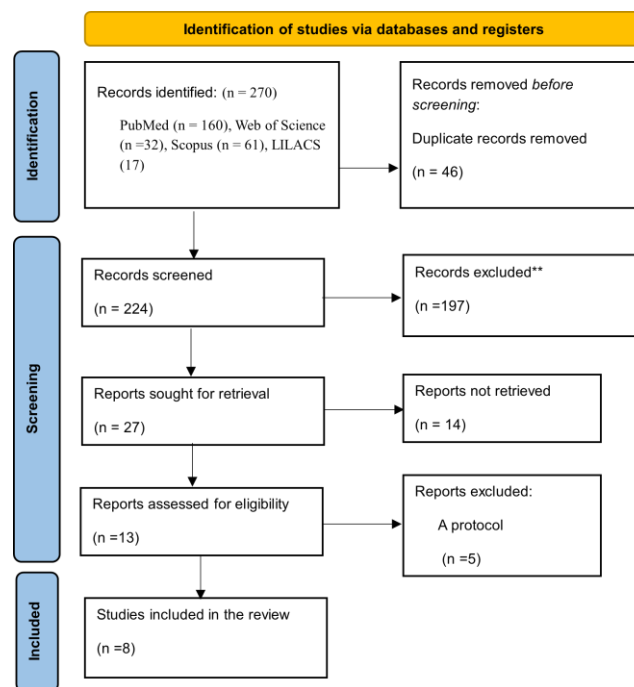 Identification of studies via databases and registers
Identification
Records identified: (n = 270)
PubMed (n = 160), Web of Science
(n =32), Scopus (n = 61), LILACS
(17)
Records removed before
screening:
Duplicate records removed
(n = 46)
Screening
Records screened
(n = 224)
Records excluded**
(n =197)
Reports sought for retrieval
(n = 27)
Reports not retrieved
(n = 14)
Reports assessed for eligibility
(n =13)
Reports excluded:
A protocol
(n =5)
Included
Studies included in the review
(n =8)